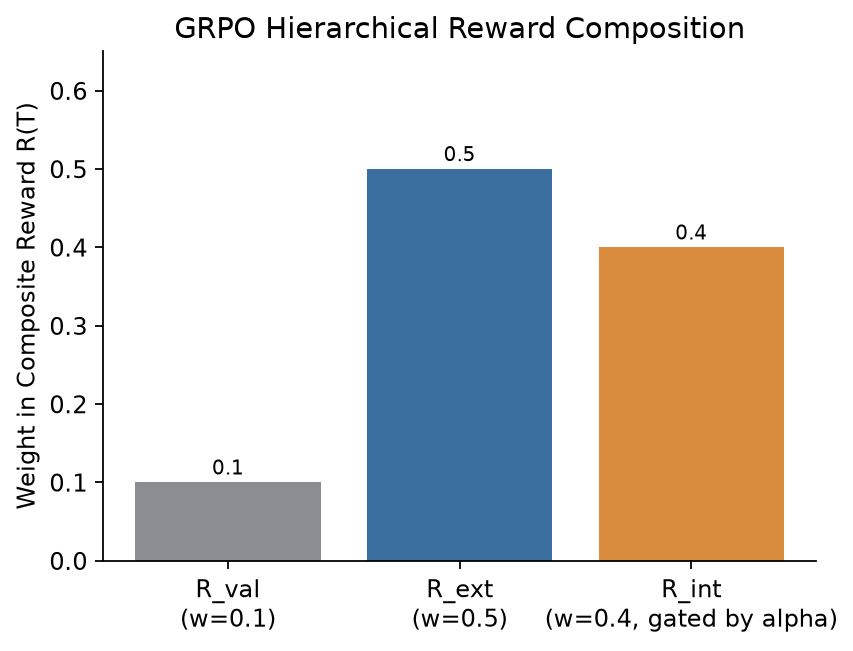 GRPO Hierarchical Reward Composition
Weight in Composite Reward R(T)
0.6
0.5
0.4
0.3
0.2
0.1
0.0
0.1
0.5
0.4
R_val
(w=0.1)
R_ext
(w=0.5)
R_int
(w=0.4, gated by alpha)